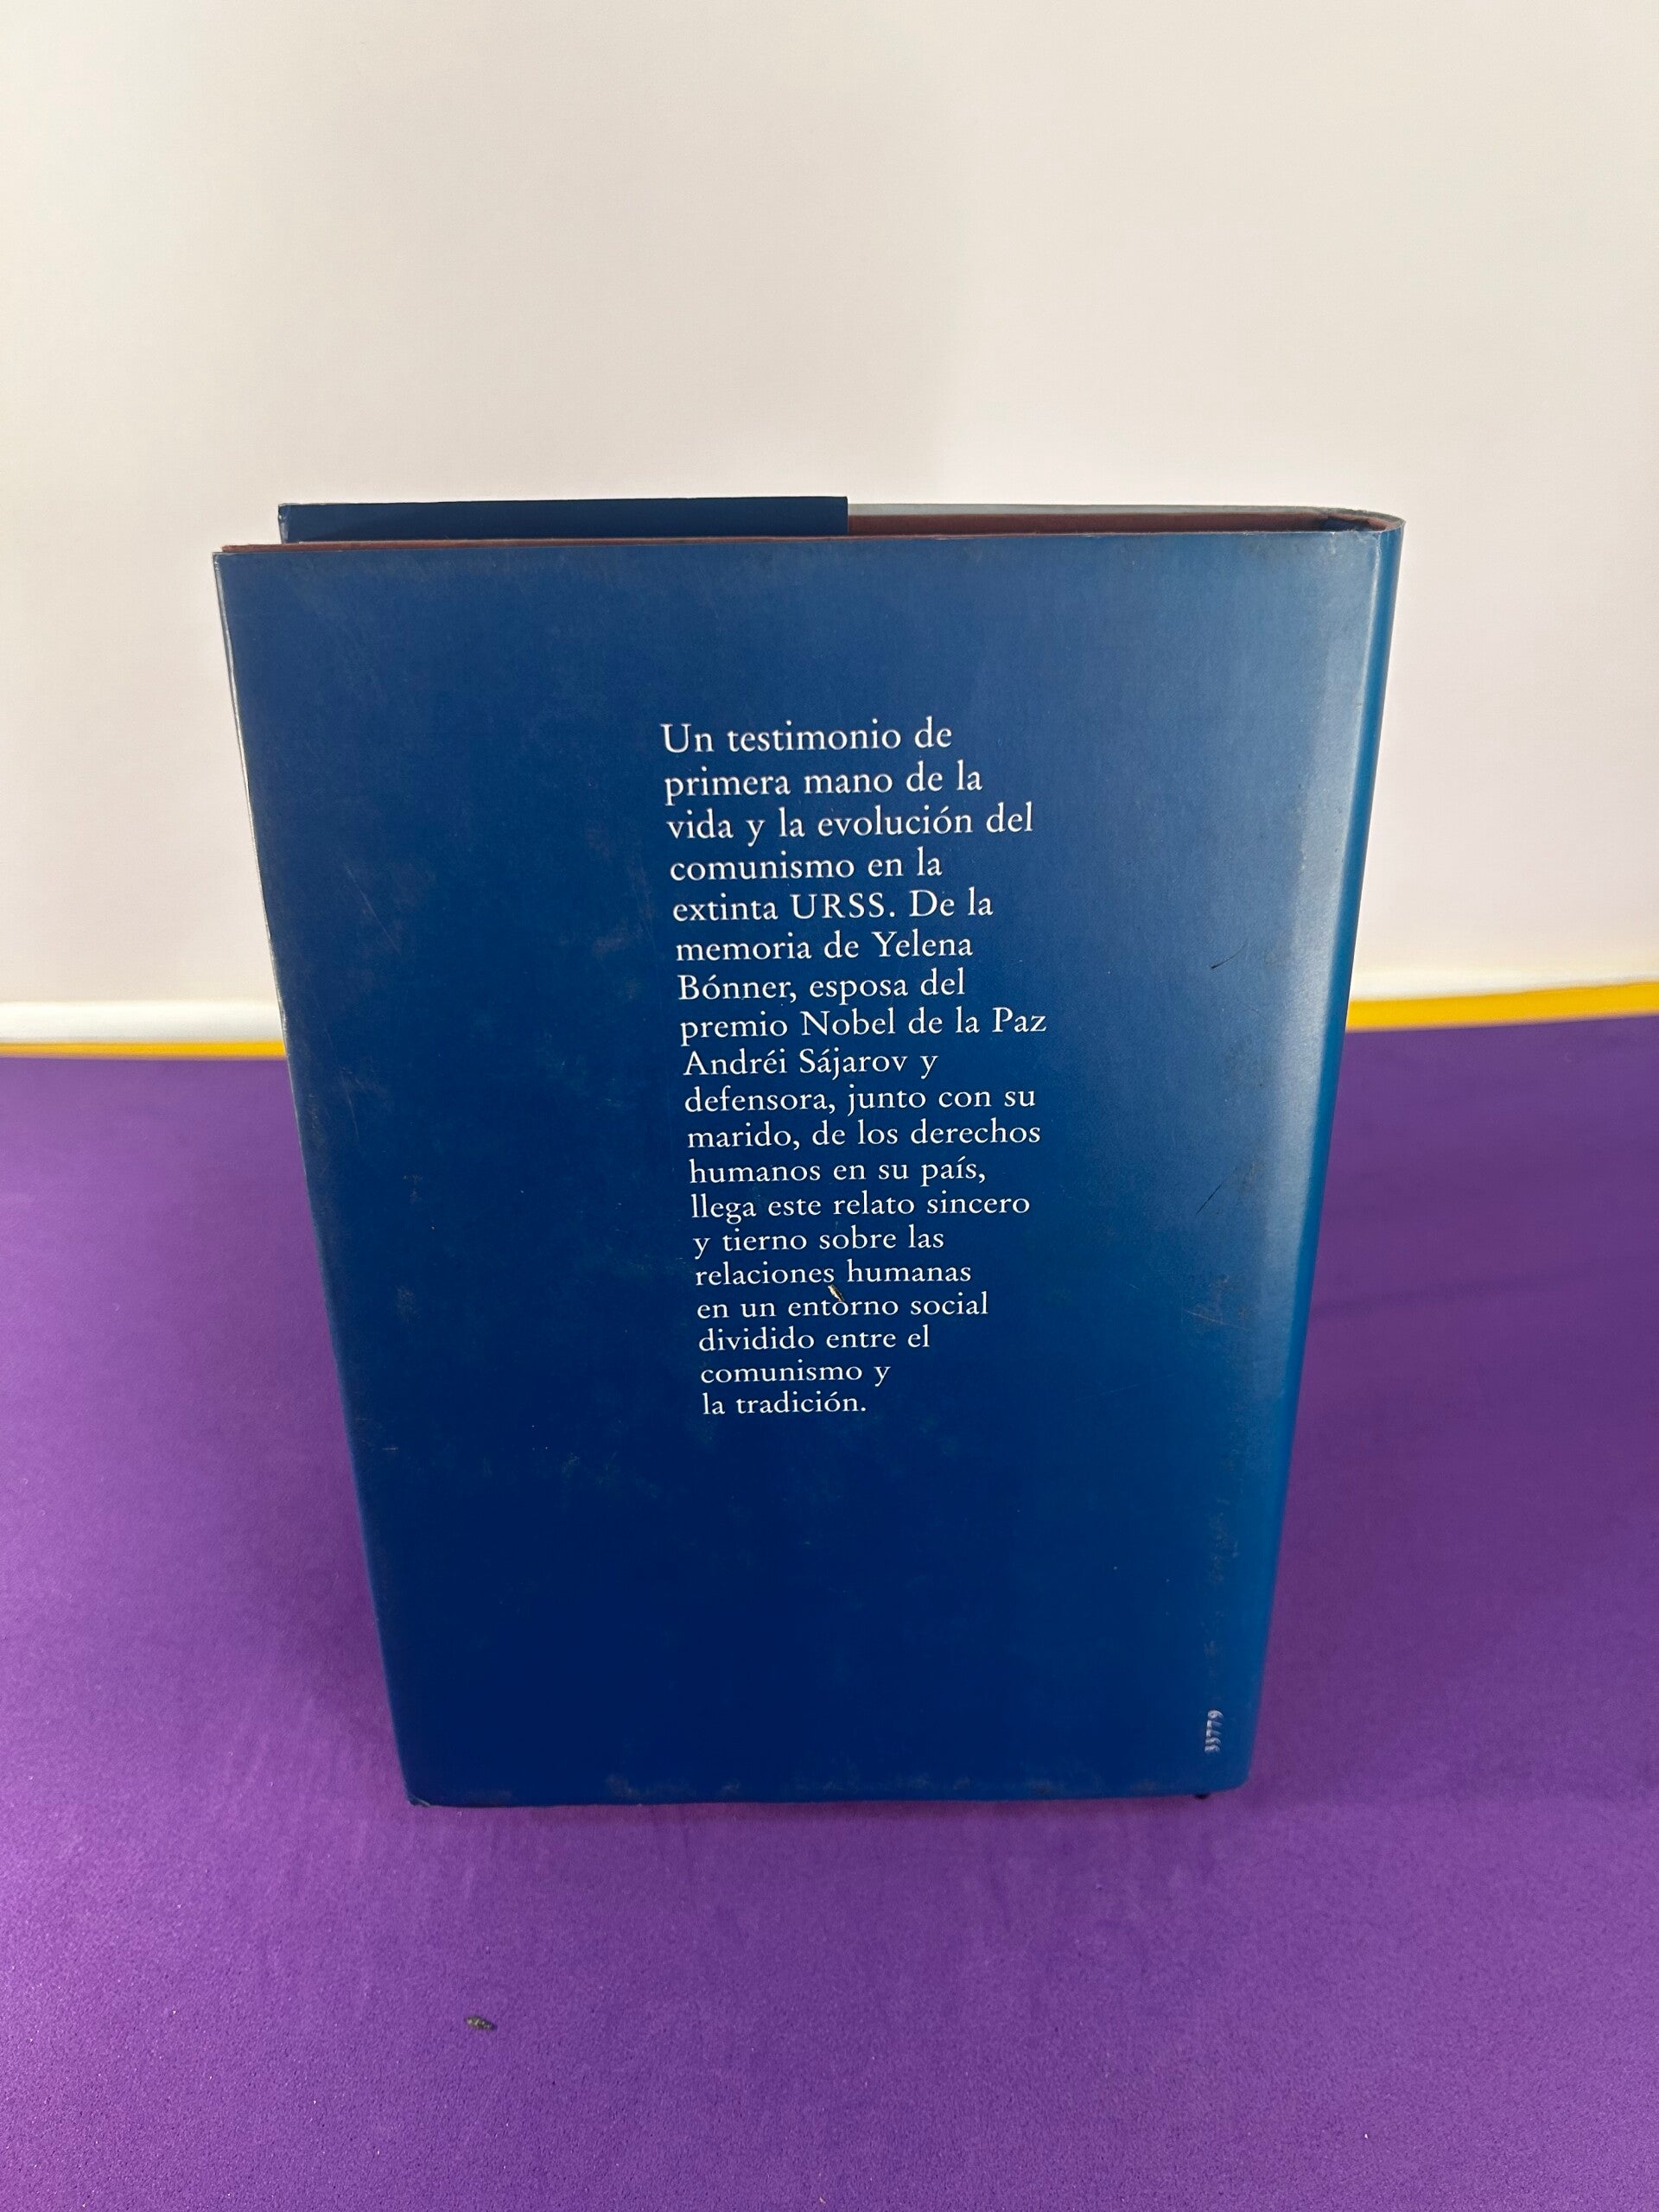 Un testimonio de
primera mano de la
vida y la evolución del
comunismo en la
extinta URSS. De la
memoria de Yelena
Bónner, esposa del
premio Nobel de la Paz
Andréi Sájarov y
defensora, junto con su
marido, de los derechos
humanos en su país,
llega este relato sincero
y tierno sobre las
relaciones humanas
en un entorno social
dividido entre el
comunismo y
la tradición.
33779